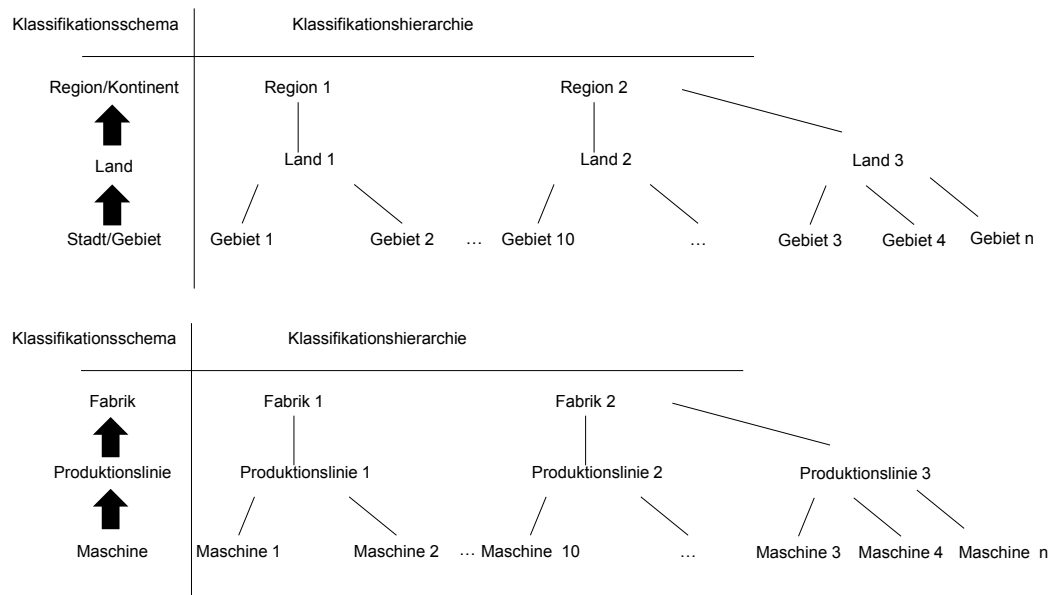 Klassifikationsschema Klassifikationshierarchie
Region/Kontinent Region 1 Region 2
Land Land 1 Land 2 Land 3
Stadt/Gebiet Gebiet 1 Gebiet 2 … Gebiet 10 … Gebiet 3 Gebiet 4 Gebiet n
Klassifikationsschema Klassifikationshierarchie
Fabrik Fabrik 1 Fabrik 2
Produktionslinie Produktionslinie 1 Produktionslinie 2 Produktionslinie 3
Maschine Maschine 1 Maschine 2 … Maschine 10 … Maschine 3 Maschine 4 Maschine n